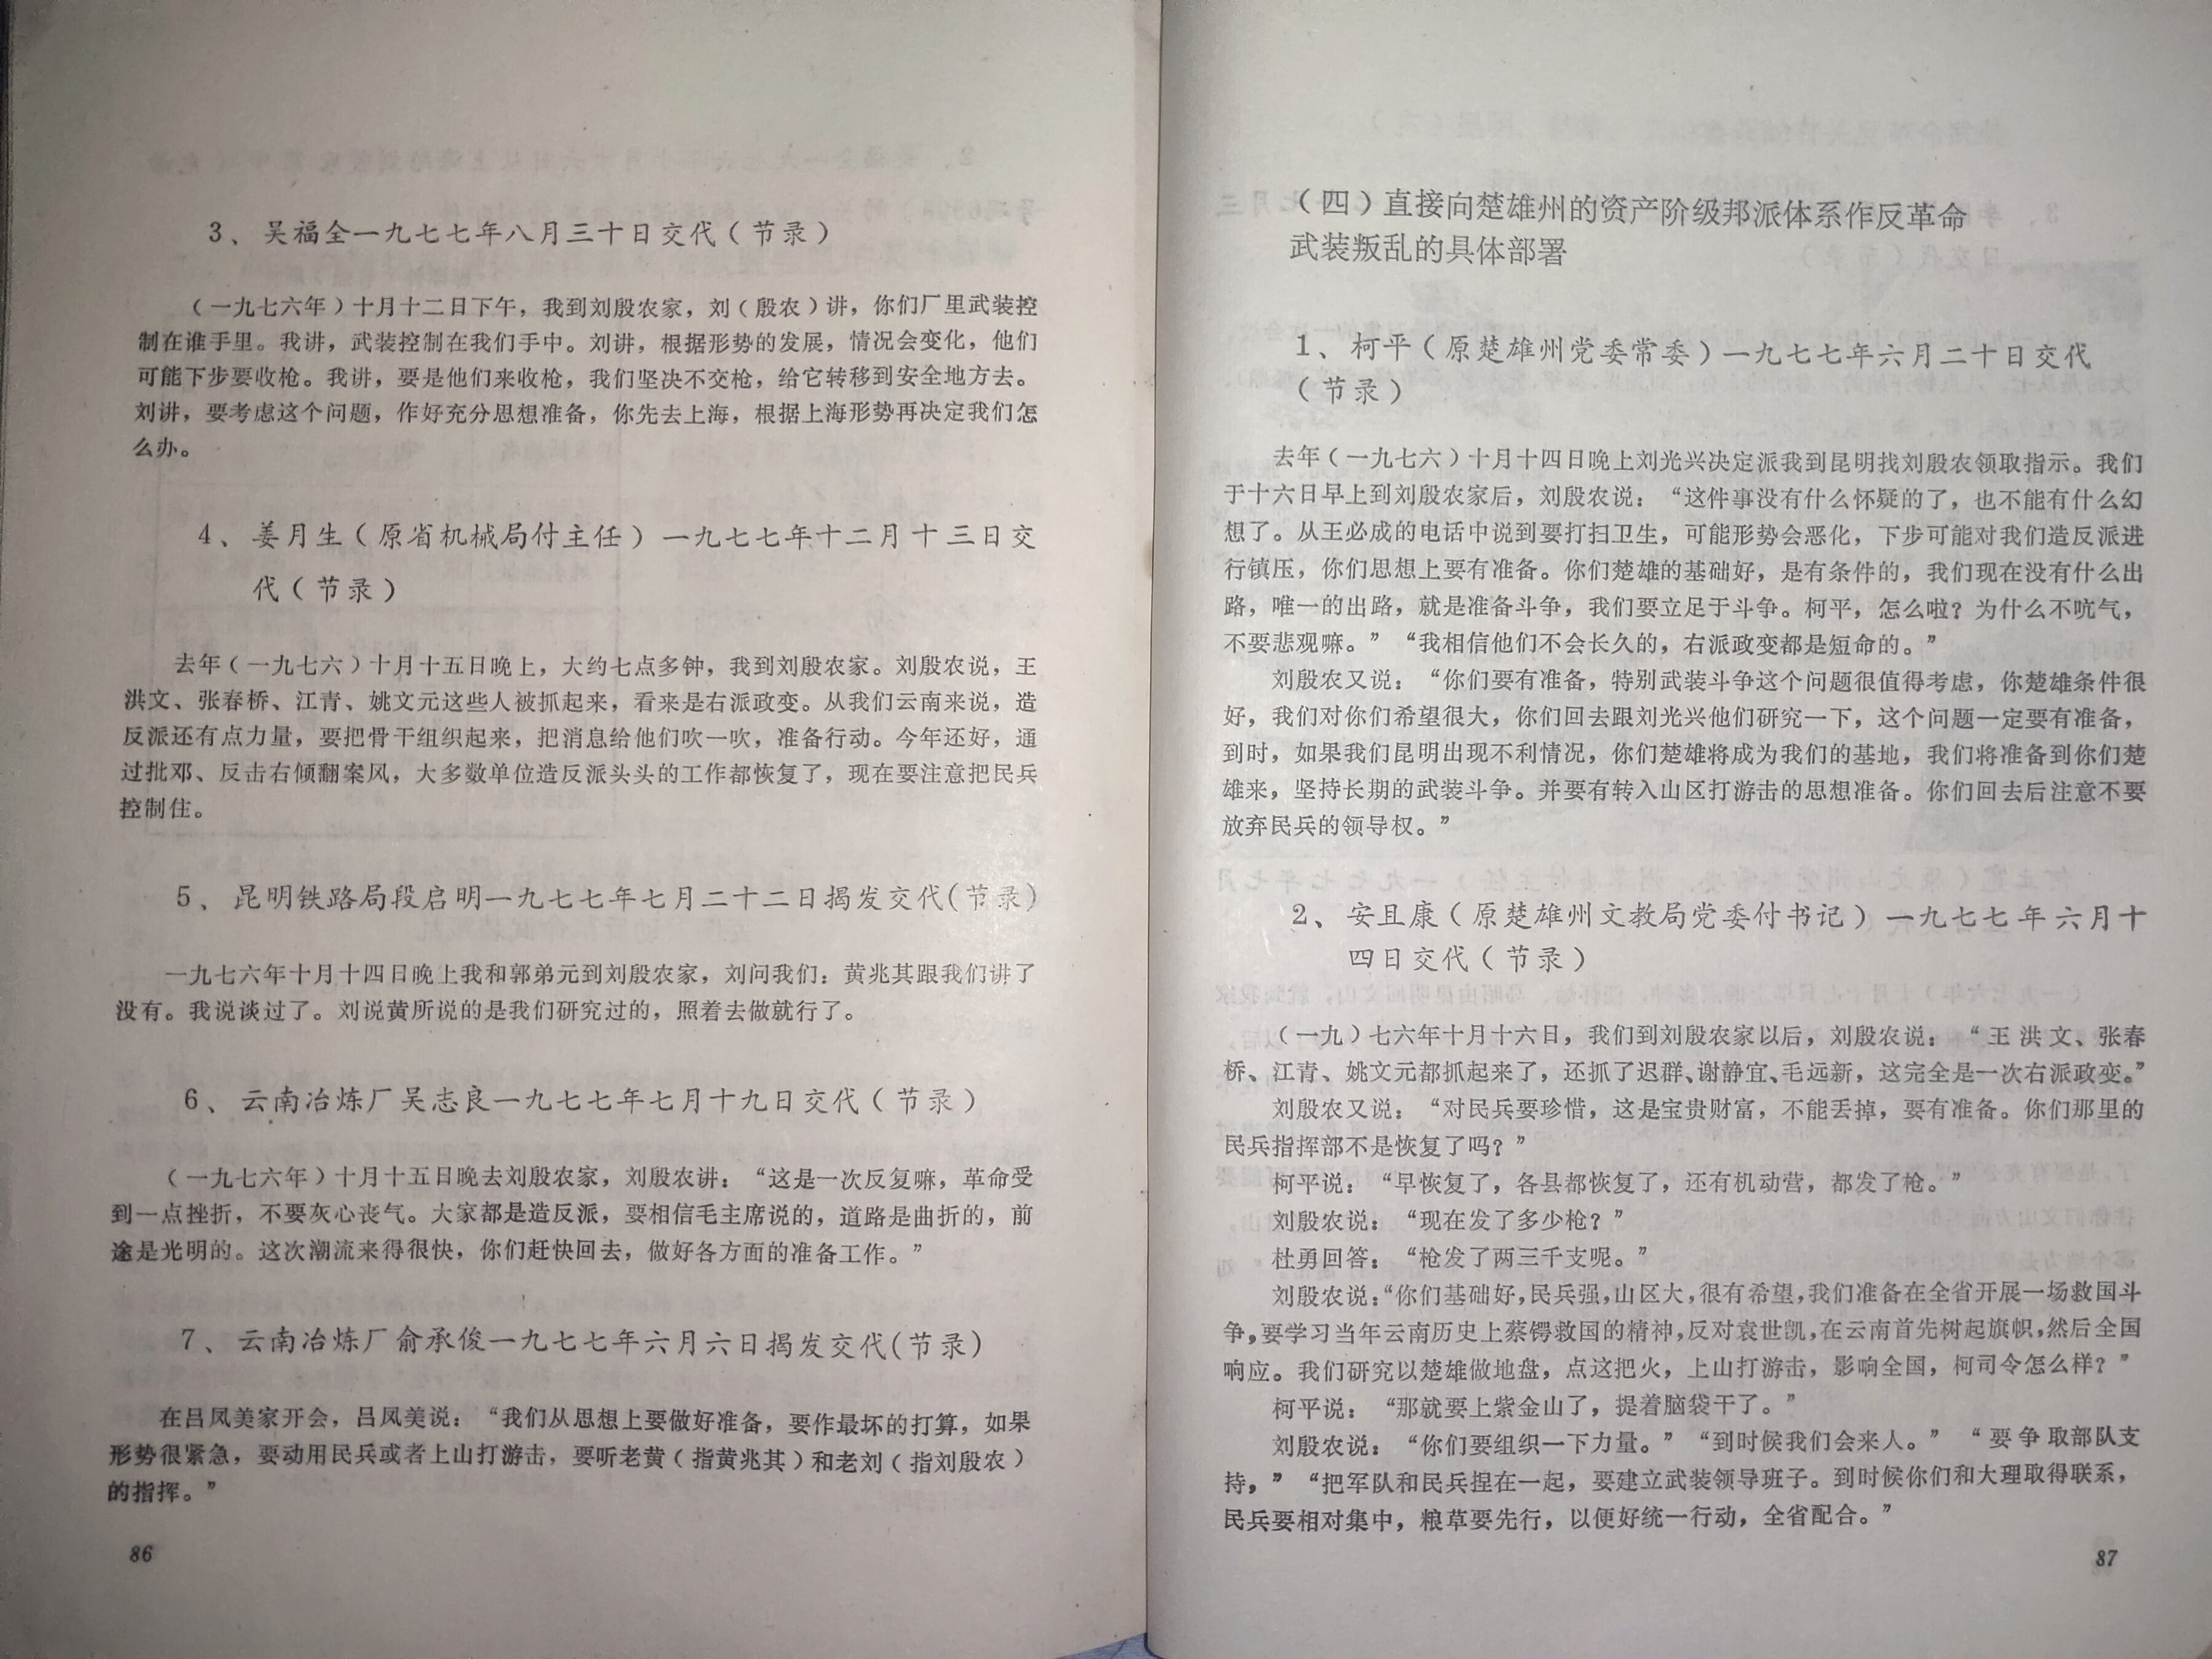 3、吴福全一九七七年八月三十日交代（节录）
（一九七六年）十月十二日下午，我到刘殷农家，刘（殷农）讲，你们厂里武装控
制在谁手里。我讲，武装控制在我们手中。刘讲，根据形势的发展，情况会变化，他们
可能下步要收枪。我讲，要是他们来收枪，我们坚决不交枪，给它转移到安全地方去。
刘讲，要考虑这个问题，作好充分思想准备，你先去上海，根据上海形势再决定我们怎
么办。
4、姜月生（原省机械局付主任）一九七七年十二月十三日交
代（节录）
去年（一九七六）十月十五日晚上，大约七点多钟，我到刘殷农家。刘殷农说，王
洪文、张春桥、江青、姚文元这些人被抓起来，看来是右派政变。从我们云南来说，造
反派还有点力量，要把骨干组织起来，把消息给他们吹一吹，准备行动。今年还好，通
过批邓、反击右倾翻案风，大多数单位造反派头头的工作都恢复了，现在要注意把民兵
控制住。
5、昆明铁路局段启明一九七七年七月二十二日揭发交代(节录)
一九七六年十月十四日晚上我和郭弟元到刘殷农家，刘问我们：黄兆其跟我们讲了
没有。我说谈过了。刘说黄所说的是我们研究过的，照着去做就行了。
6、云南冶炼厂吴志良一九七七年七月十九日交代（节录）
（一九七六年）十月十五日晚去刘殷农家，刘殷农讲：“这是一次反复嘛，革命受
到一点挫折，不要灰心丧气。大家都是造反派，要相信毛主席说的，道路是曲折的，前
途是光明的。这次潮流来得很快，你们赶快回去，做好各方面的准备工作。”
7、云南冶炼厂俞承俊一九七七年六月六日揭发交代(节录)
在吕凤美家开会，吕凤美说：“我们从思想上要做好准备，要作最坏的打算，如果
形势很紧急，要动用民兵或者上山打游击，要听老黄（指黄兆其）和老刘（指刘殷农）
的指挥。”
86
（四）直接向楚雄州的资产阶级邦派体系作反革命
武装叛乱的具体部署
1、柯平（原楚雄州党委常委）一九七七年六月二十日交代
（节录）
去年（一九七六）十月十四日晚上刘光兴决定派我到昆明找刘殷农领取指示。我们
于十六日早上到刘殷农家后，刘殷农说：“这件事没有什么怀疑的了，也不能有什么幻
想了。从王必成的电话中说到要打扫卫生，可能形势会恶化，下步可能对我们造反派进
行镇压，你们思想上要有准备。你们楚雄的基础好，是有条件的，我们现在没有什么出
路，唯一的出路，就是准备斗争，我们要立足于斗争。柯平，怎么啦？为什么不吭气，
不要悲观嘛。”“我相信他们不会长久的，右派政变都是短命的。”
刘殷农又说：“你们要有准备，特别武装斗争这个问题很值得考虑，你楚雄条件很
好，我们对你们希望很大，你们回去跟刘光兴他们研究一下，这个问题一定要有准备，
到时，如果我们昆明出现不利情况，你们楚雄将成为我们的基地，我们将准备到你们楚
雄来，坚持长期的武装斗争。并要有转入山区打游击的思想准备。你们回去后注意不要
放弃民兵的领导权。”
2、安且康（原楚雄州文教局党委付书记）一九七七年六月十
四日交代（节录）
（一九）七六年十月十六日，我们到刘殷农家以后，刘殷农说：“王洪文、张春
桥、江青、姚文元都抓起来了，还抓了迟群、谢静宜、毛远新，这完全是一次右派政变。”
刘殷农又说：“对民兵要珍惜，这是宝贵财富，不能丢掉，要有准备。你们那里的
民兵指挥部不是恢复了吗？”
柯平说：“早恢复了，各县都恢复了，还有机动营，都发了枪。”
刘殷农说：“现在发了多少枪？”
杜勇回答：“枪发了两三千支呢。”
刘殷农说：“你们基础好，民兵强，山区大，很有希望，我们准备在全省开展一场救国斗
争，要学习当年云南历史上蔡锷救国的精神，反对袁世凯，在云南首先树起旗帜，然后全国
响应。我们研究以楚雄做地盘，点这把火，上山打游击，影响全国，柯司令怎么样？”
柯平说：“那就要上紫金山了，提着脑袋干了。”
刘殷农说：“你们要组织一下力量。”“到时候我们会来人。”“要争取部队支
持，”“把军队和民兵捏在一起，要建立武装领导班子。到时候你们和大理取得联系，
民兵要相对集中，粮草要先行，以便好统一行动，全省配合。”
87